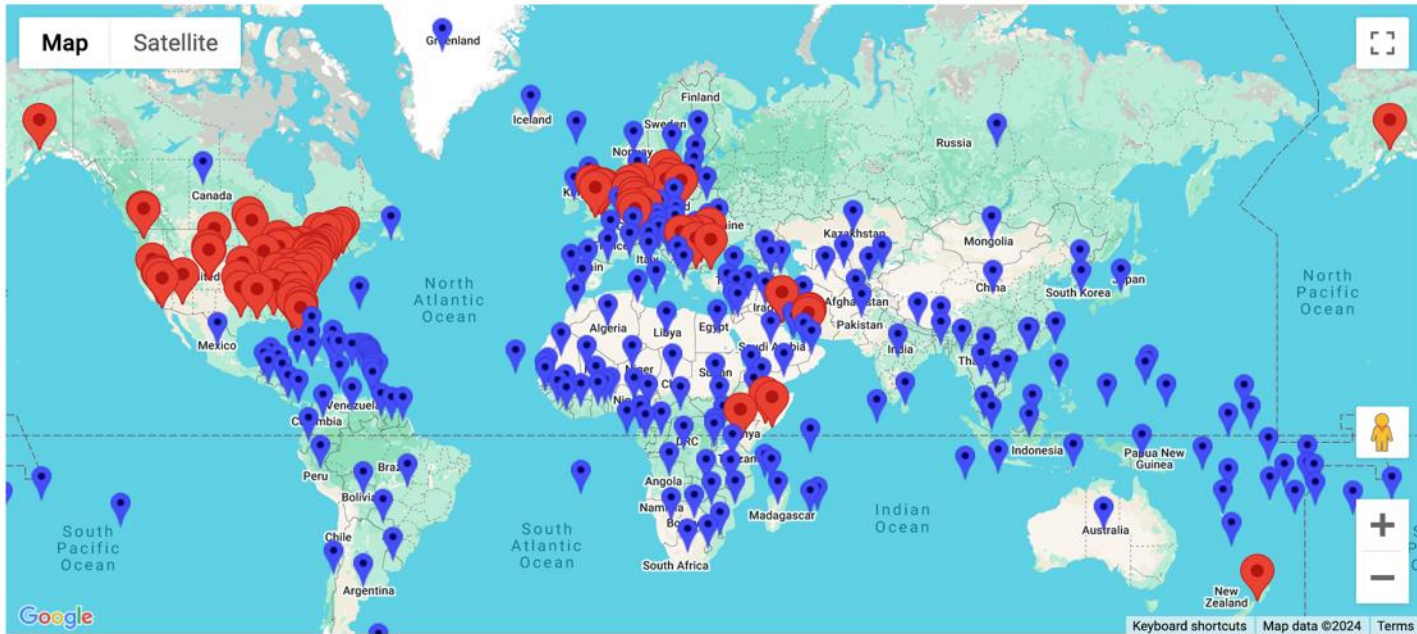 Map
Satellite
Greenland
Iceland
Finland
Sweden
Norway
Russia
Canada
Kazakhstan
Mongolia
North
Atlantic
Ocean
Italy
China
South Korea
Japan
North
Pacific
Ocean
Afghanistan
Iraq
Pakistan
Algeria
Libya
Egypt
Saudi Arabia
India
Mexico
Niger
Sudan
Venezuela
Colombia
DRC
Kenya
Tanzania
Indonesia
Papua New
Guinea
Peru
Brazil
Angola
Bolivia
Namibia
Madagascar
Indian
Ocean
Australia
South
Pacific
Ocean
Chile
South
Atlantic
Ocean
South Africa
Argentina
New
Zealand
Google
Keyboard shortcuts
Map data ©2024
Terms